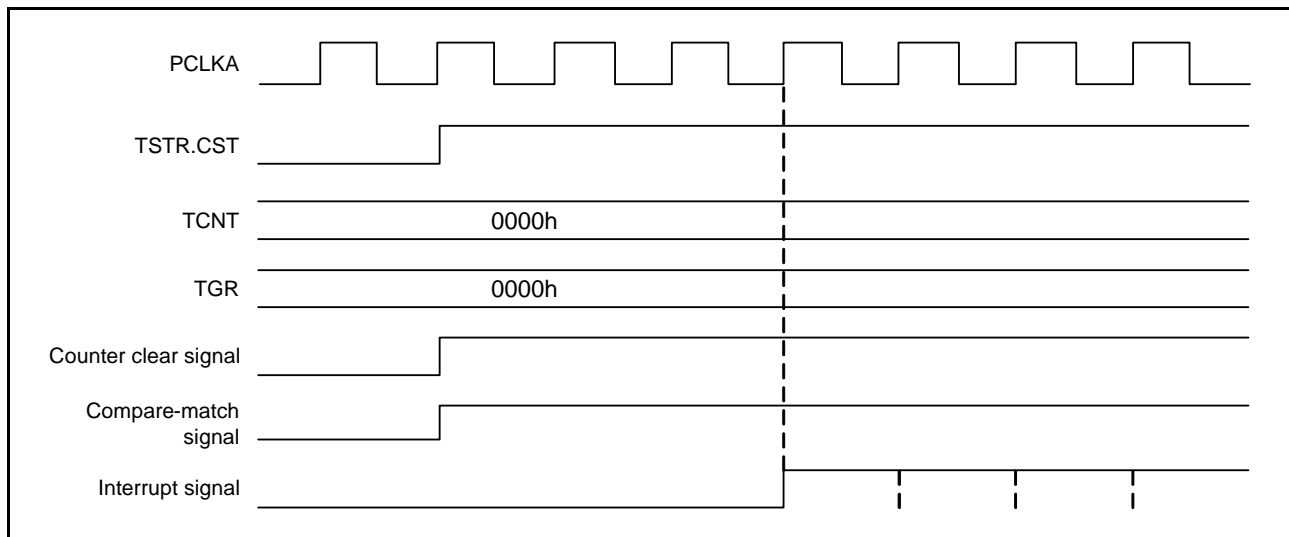 PCLKA
TSTR.CST
TCNT
0000h
TGR
0000h
Counter clear signal
Compare-match
signal
Interrupt signal